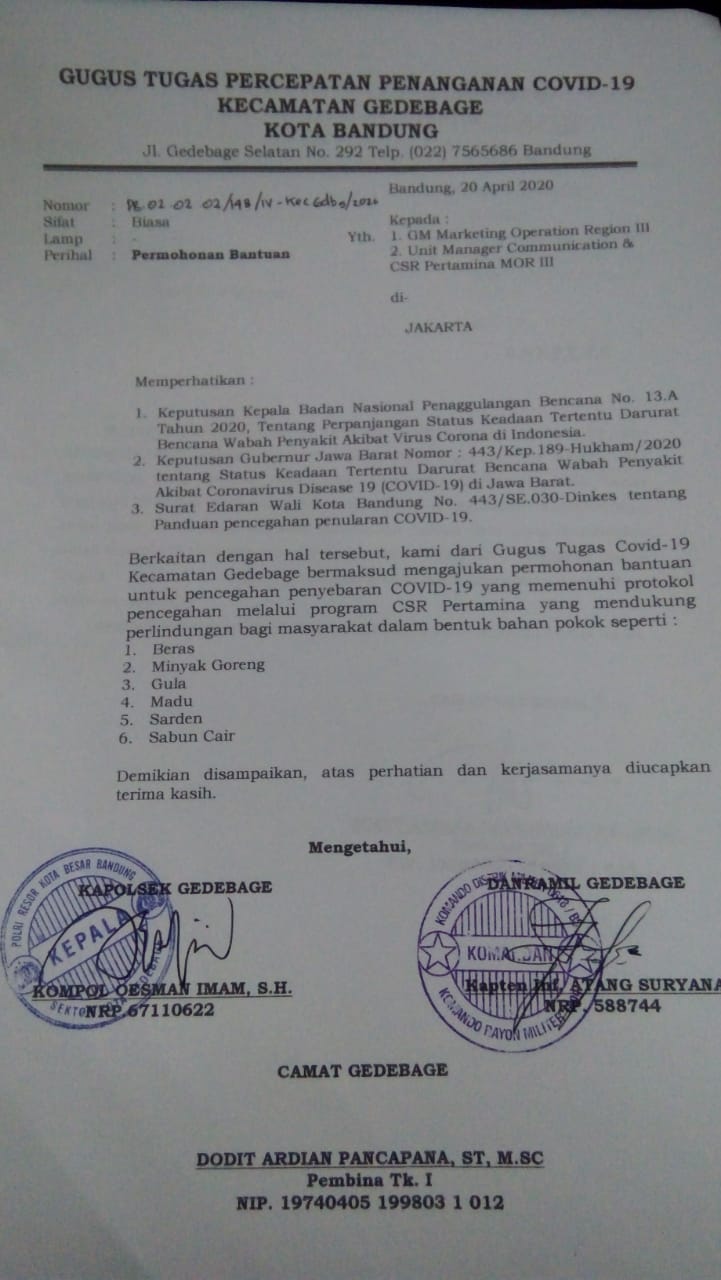 GUGUS TUGAS PERCEPATAN PENANGANAN COVID-19
KECAMATAN GEDEBAGE
KOTA BANDUNG
Jl. Gedebage Selatan No. 292 Telp. (022) 7565686 Bandung
Bandung, 20 April 2020
Nomor : 02 02 02/148/IV-Kec Gdbg/2020
Sifat : Biasa
Lamp : -
Perihal : Permohonan Bantuan
Kepada :
Yth. 1. GM Marketing Operation Region III
2. Unit Manager Communication &
CSR Pertamina MOR III
di-
JAKARTA
Memperhatikan :
1. Keputusan Kepala Badan Nasional Penaggulangan Bencana No. 13.A
Tahun 2020, Tentang Perpanjangan Status Keadaan Tertentu Darurat
Bencana Wabah Penyakit Akibat Virus Corona di Indonesia.
2. Keputusan Gubernur Jawa Barat Nomor : 443/Kep.189-Hukham/2020
tentang Status Keadaan Tertentu Darurat Bencana Wabah Penyakit
Akibat Coronavirus Disease 19 (COVID-19) di Jawa Barat.
3. Surat Edaran Wali Kota Bandung No. 443/SE.030-Dinkes tentang
Panduan pencegahan penularan COVID-19.
Berkaitan dengan hal tersebut, kami dari Gugus Tugas Covid-19
Kecamatan Gedebage bermaksud mengajukan permohonan bantuan
untuk pencegahan penyebaran COVID-19 yang memenuhi protokol
pencegahan melalui program CSR Pertamina yang mendukung
perlindungan bagi masyarakat dalam bentuk bahan pokok seperti :
1. Beras
2. Minyak Goreng
3. Gula
4. Madu
5. Sarden
6. Sabun Cair
Demikian disampaikan, atas perhatian dan kerjasamanya diucapkan
terima kasih.
Mengetahui,
KAPOLSEK GEDEBAGE
POLRI RESOR KOTA BESAR BANDUNG
KEPALA
SEKTOR
KOMPOL OESMAN IMAM, S.H.
NRP.67110622
DANRAMIL GEDEBAGE
KOMANDO DISTRIK MILITER 0618/BS
KOMANDAN
KOMANDO RAYON MILITER
Kapten Inf, ATANG SURYANA
NRP. 588744
CAMAT GEDEBAGE
DODIT ARDIAN PANCAPANA, ST, M.SC
Pembina Tk. I
NIP. 19740405 199803 1 012